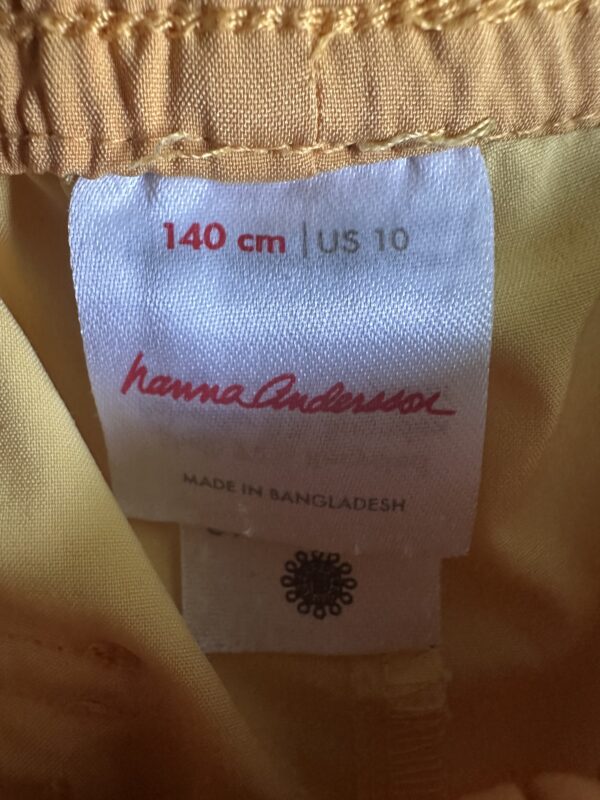 140 cm | US 10
hanna andersson
MADE IN BANGLADESH